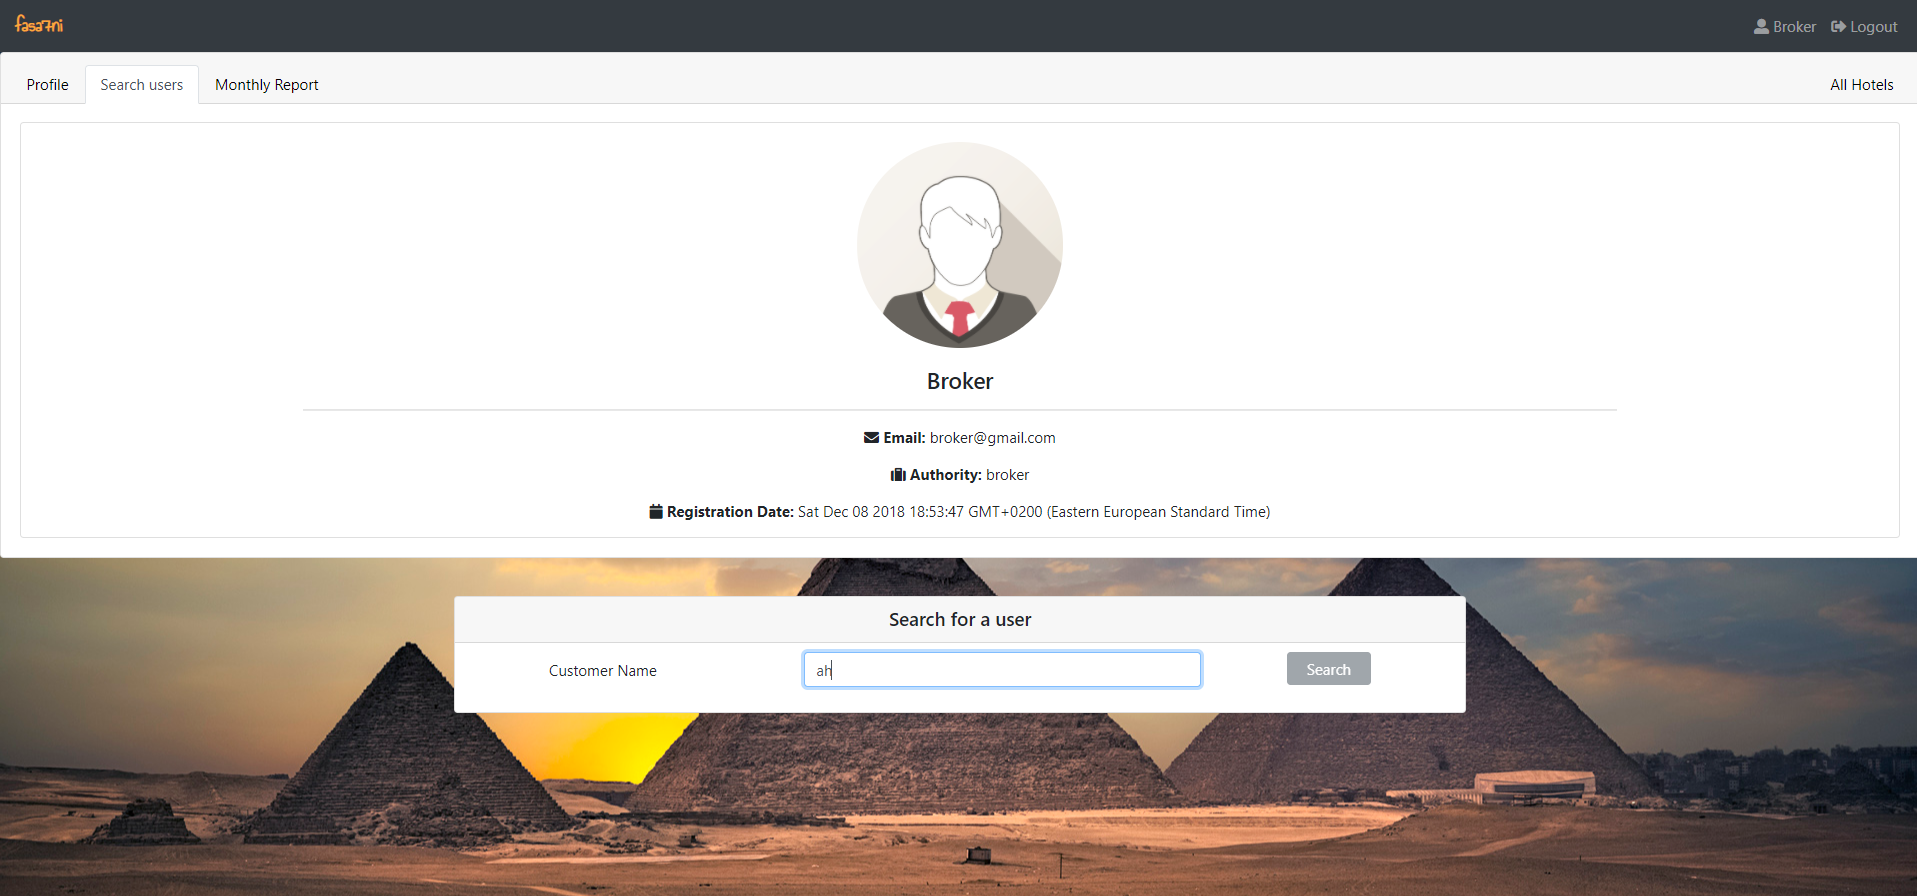 fasa7ni
Broker Logout
Profile Search users Monthly Report All Hotels
Broker
Email: broker@gmail.com
Authority: broker
Registration Date: Sat Dec 08 2018 18:53:47 GMT+0200 (Eastern European Standard Time)
Search for a user
Customer Name ah Search